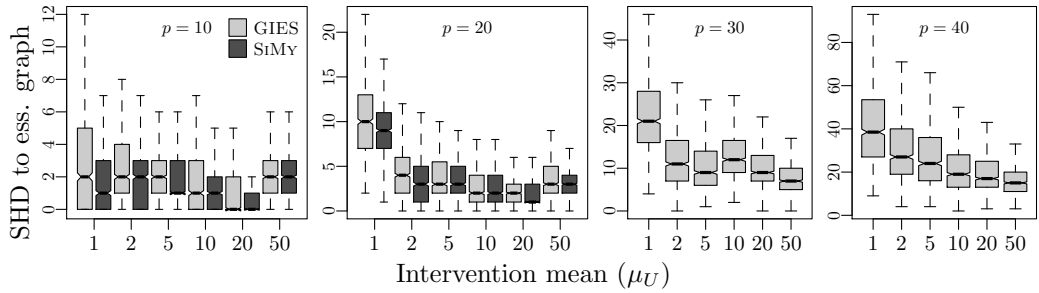 SHD to ess. graph
p = 10
GIES
SIMY
0 2 4 6 8 10 12
1 2 5 10 20 50
p = 20
0 5 10 15 20
1 2 5 10 20 50
p = 30
0 10 20 30 40
1 2 5 10 20 50
p = 40
0 20 40 60 80
1 2 5 10 20 50
Intervention mean (μU)